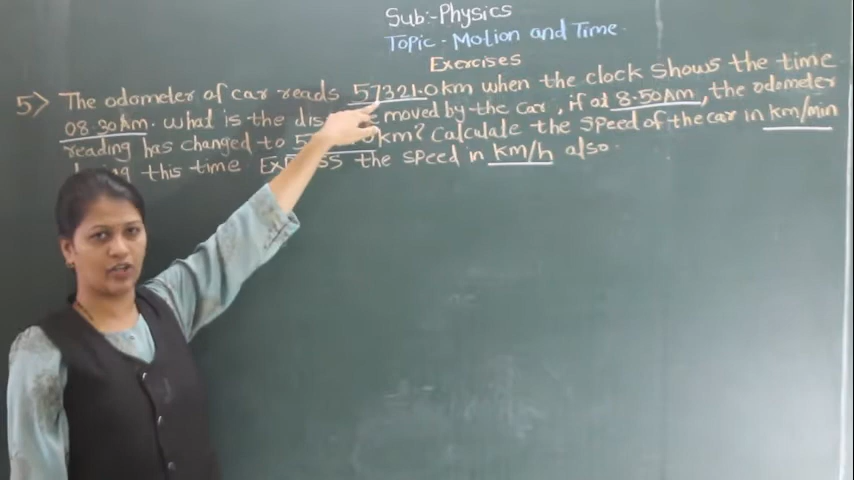 Sub:-Physics
Topic - Motion and Time.
Exercises
5> The odometer of car reads 57321.0km when the clock shows the time
08.30Am. what is the moved by the car, if at 8.50Am, the odometer
reading has changed to km? Calculate the speed of the car in km/min
this time the speed in km/h also.